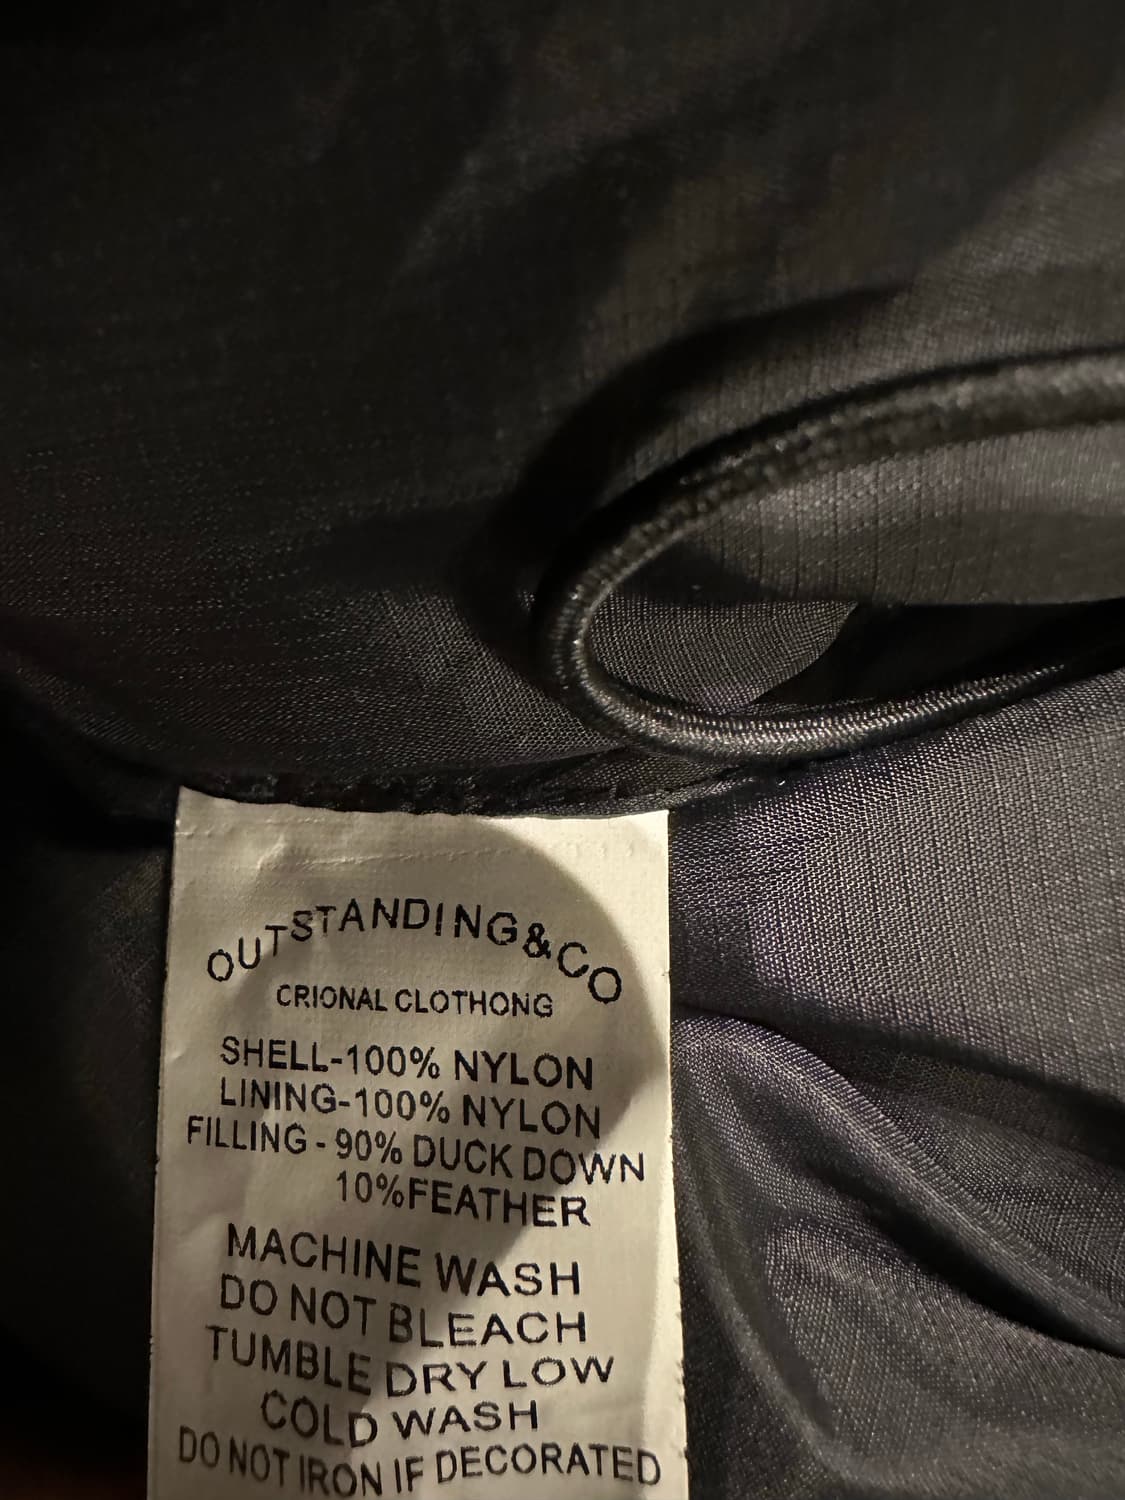 OUTSTANDING&CO
CRIONAL CLOTHONG
SHELL-100% NYLON
LINING-100% NYLON
FILLING - 90% DUCK DOWN
10%FEATHER
MACHINE WASH
DO NOT BLEACH
TUMBLE DRY LOW
COLD WASH
DO NOT IRON IF DECORATED